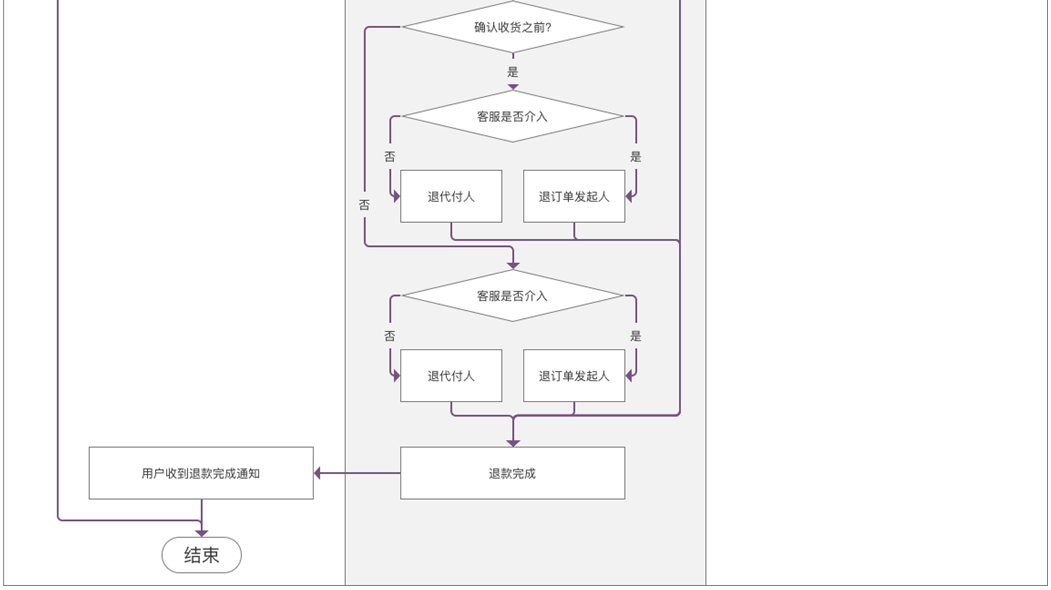 确认收货之前?
是
客服是否介入
否
是
退代付人
退订单发起人
否
客服是否介入
否
是
退代付人
退订单发起人
用户收到退款完成通知
退款完成
结束